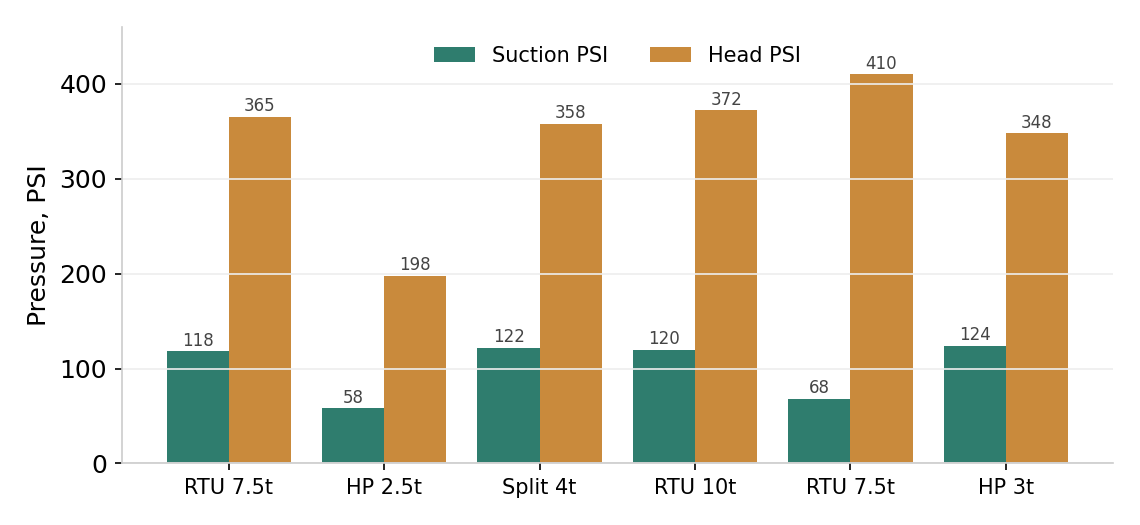 Suction PSI
Head PSI
Pressure, PSI
400
300
200
100
0
118
365
58
198
122
358
120
372
68
410
124
348
RTU 7.5t
HP 2.5t
Split 4t
RTU 10t
RTU 7.5t
HP 3t